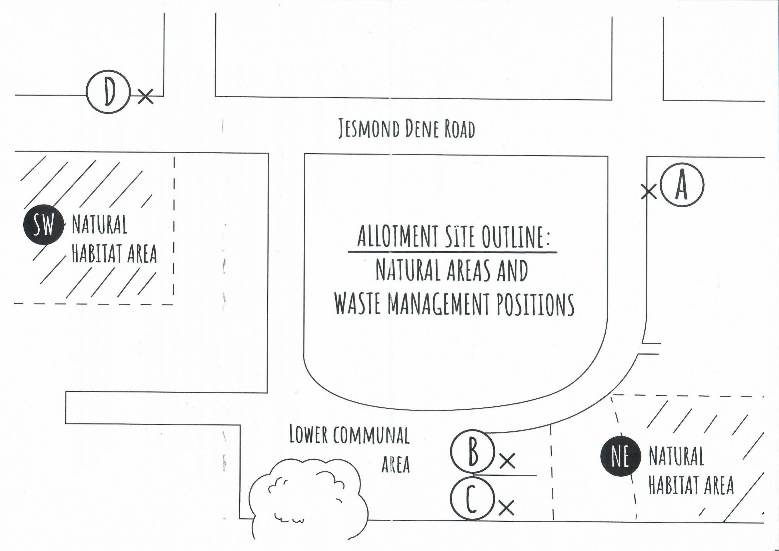 D
JESMOND DENE ROAD
A
SW
NATURAL
HABITAT AREA
ALLOTMENT SITE OUTLINE:
NATURAL AREAS AND
WASTE MANAGEMENT POSITIONS
LOWER COMMUNAL
AREA
B
C
NE
NATURAL
HABITAT AREA